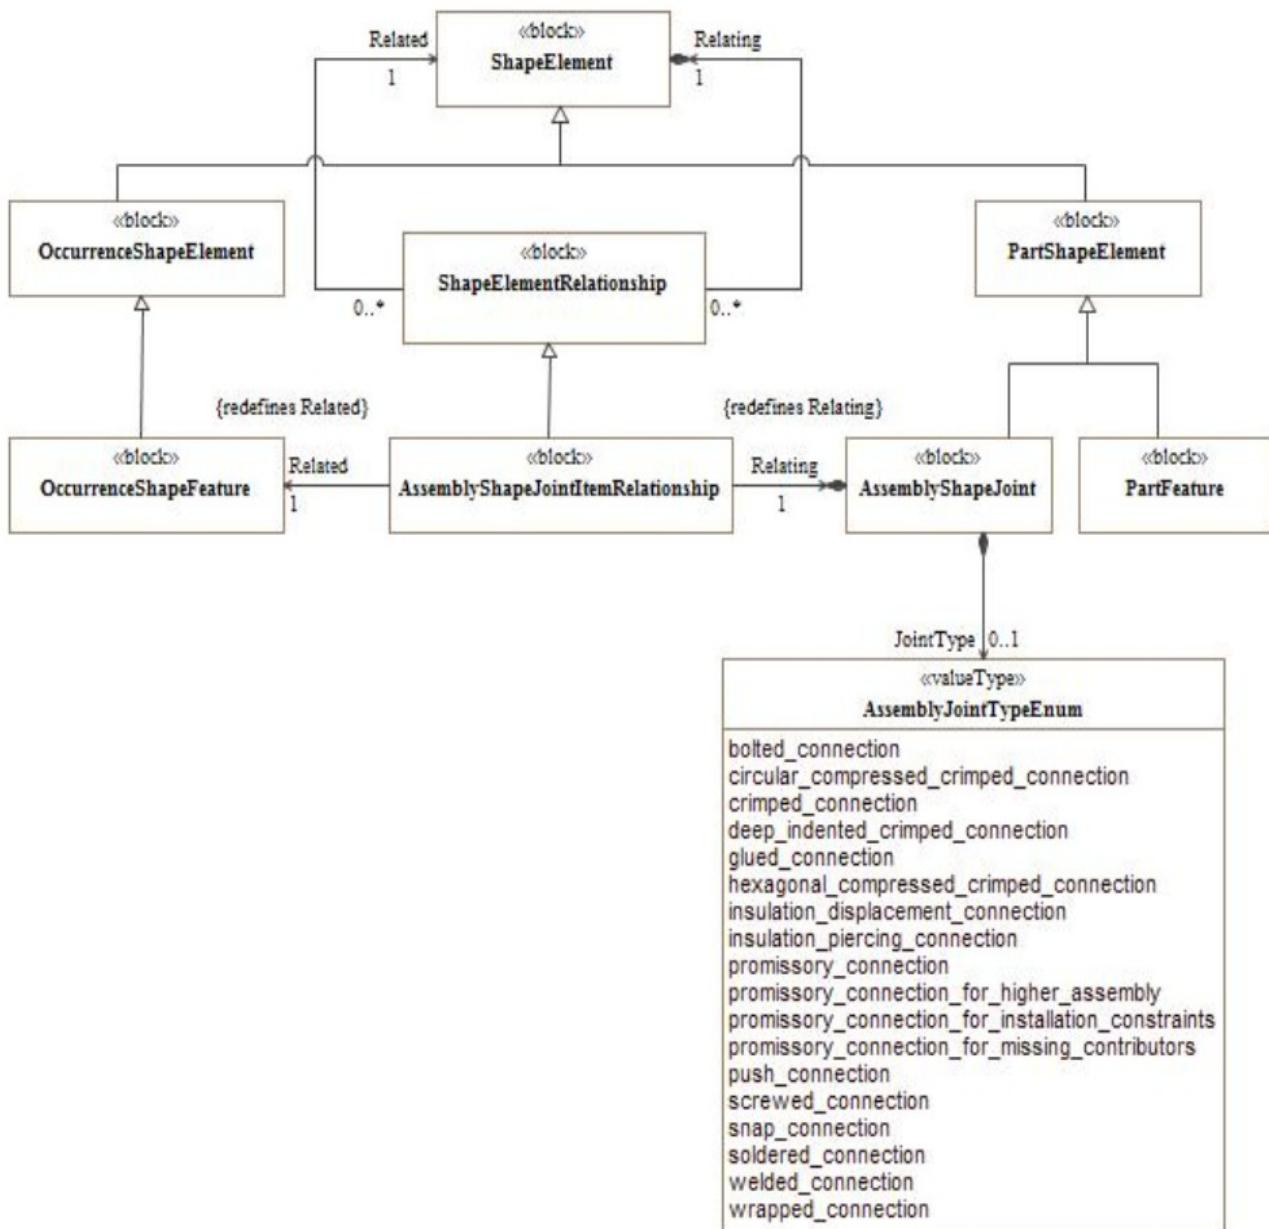 «block»
ShapeElement
Related
1
Relating
1
«block»
OccurrenceShapeElement
«block»
ShapeElementRelationship
0..*
0..*
«block»
PartShapeElement
{redefines Related}
{redefines Relating}
«block»
OccurrenceShapeFeature
Related
1
«block»
AssemblyShapeJointItemRelationship
Relating
1
«block»
AssemblyShapeJoint
«block»
PartFeature
JointType 0..1
«valueType»
AssemblyJointTypeEnum
bolted_connection
circular_compressed_crimped_connection
crimped_connection
deep_indented_crimped_connection
glued_connection
hexagonal_compressed_crimped_connection
insulation_displacement_connection
insulation_piercing_connection
promissory_connection
promissory_connection_for_higher_assembly
promissory_connection_for_installation_constraints
promissory_connection_for_missing_contributors
push_connection
screwed_connection
snap_connection
soldered_connection
welded_connection
wrapped_connection